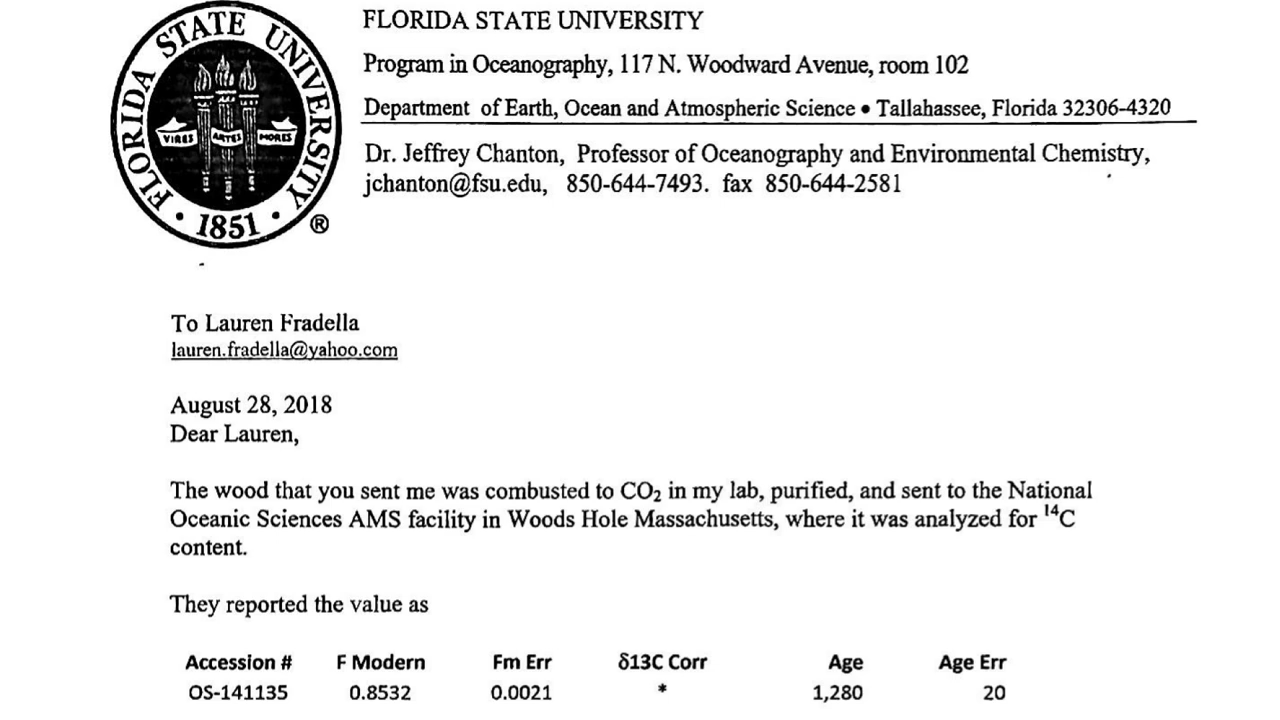 FLORIDA STATE UNIVERSITY
VIRES ARTES MORES
1851
®
FLORIDA STATE UNIVERSITY
Program in Oceanography, 117 N. Woodward Avenue, room 102
Department of Earth, Ocean and Atmospheric Science • Tallahassee, Florida 32306-4320
Dr. Jeffrey Chanton, Professor of Oceanography and Environmental Chemistry,
jchanton@fsu.edu, 850-644-7493. fax 850-644-2581
To Lauren Fradella
lauren.fradella@yahoo.com
August 28, 2018
Dear Lauren,
The wood that you sent me was combusted to CO₂ in my lab, purified, and sent to the National
Oceanic Sciences AMS facility in Woods Hole Massachusetts, where it was analyzed for ¹⁴C
content.
They reported the value as
Accession # F Modern Fm Err δ13C Corr Age Age Err
OS-141135 0.8532 0.0021 * 1,280 20